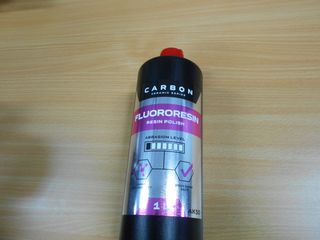 CARBON
CERAMIC SERIES
FLUORORESIN
RESIN POLISH
ABRASION LEVEL
1